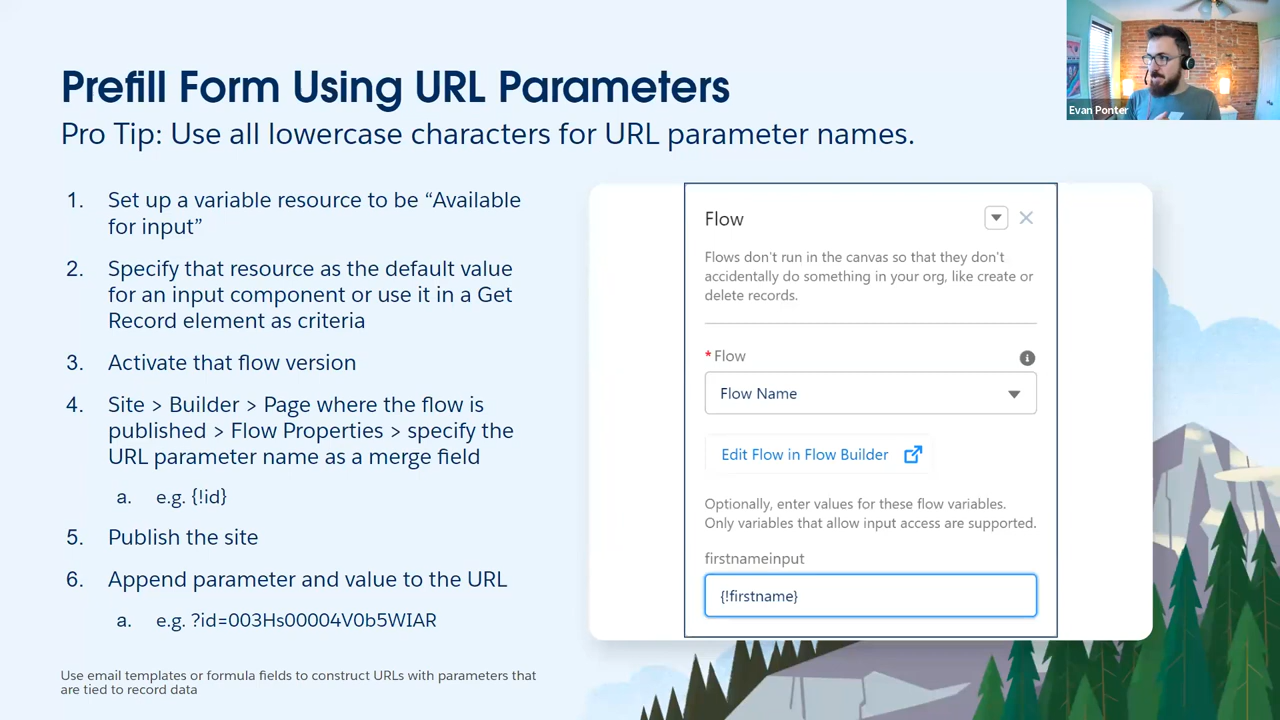 Prefill Form Using URL Parameters
Pro Tip: Use all lowercase characters for URL parameter names.
Evan Ponter
1. Set up a variable resource to be “Available
for input”
2. Specify that resource as the default value
for an input component or use it in a Get
Record element as criteria
3. Activate that flow version
4. Site > Builder > Page where the flow is
published > Flow Properties > specify the
URL parameter name as a merge field
a. e.g. {!id}
5. Publish the site
6. Append parameter and value to the URL
a. e.g. ?id=003Hs00004V0b5WIAR
Use email templates or formula fields to construct URLs with parameters that
are tied to record data
Flow
Flows don't run in the canvas so that they don't
accidentally do something in your org, like create or
delete records.
* Flow
Flow Name
Edit Flow in Flow Builder
Optionally, enter values for these flow variables.
Only variables that allow input access are supported.
firstnameinput
{!firstname}